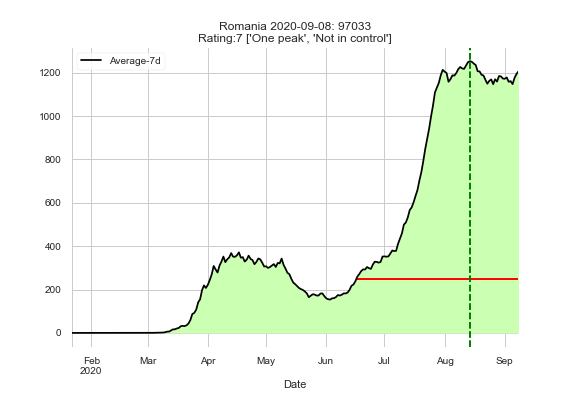 Romania 2020-09-08: 97033
Rating:7 ['One peak', 'Not in control']
Average-7d
1200
1000
800
600
400
200
0
Feb Mar Apr May Jun Jul Aug Sep
2020
Date